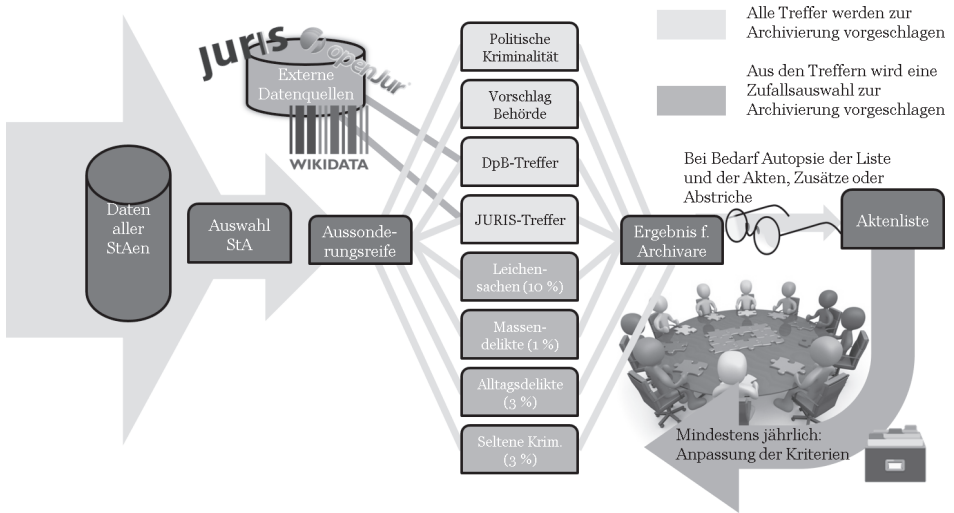 juris
openJur
Externe
Datenquellen
WIKIDATA
Daten
aller
StAen
Auswahl
StA
Aussonde-
rungsreife
Politische
Kriminalität
Vorschlag
Behörde
DpB-Treffer
JURIS-Treffer
Leichen-
sachen (10 %)
Massen-
delikte (1 %)
Alltagsdelikte
(3 %)
Seltene Krim.
(3 %)
Alle Treffer werden zur
Archivierung vorgeschlagen
Aus den Treffern wird eine
Zufallsauswahl zur
Archivierung vorgeschlagen
Bei Bedarf Autopsie der Liste
und der Akten, Zusätze oder
Abstriche
Ergebnis f.
Archivare
Aktenliste
Mindestens jährlich:
Anpassung der Kriterien